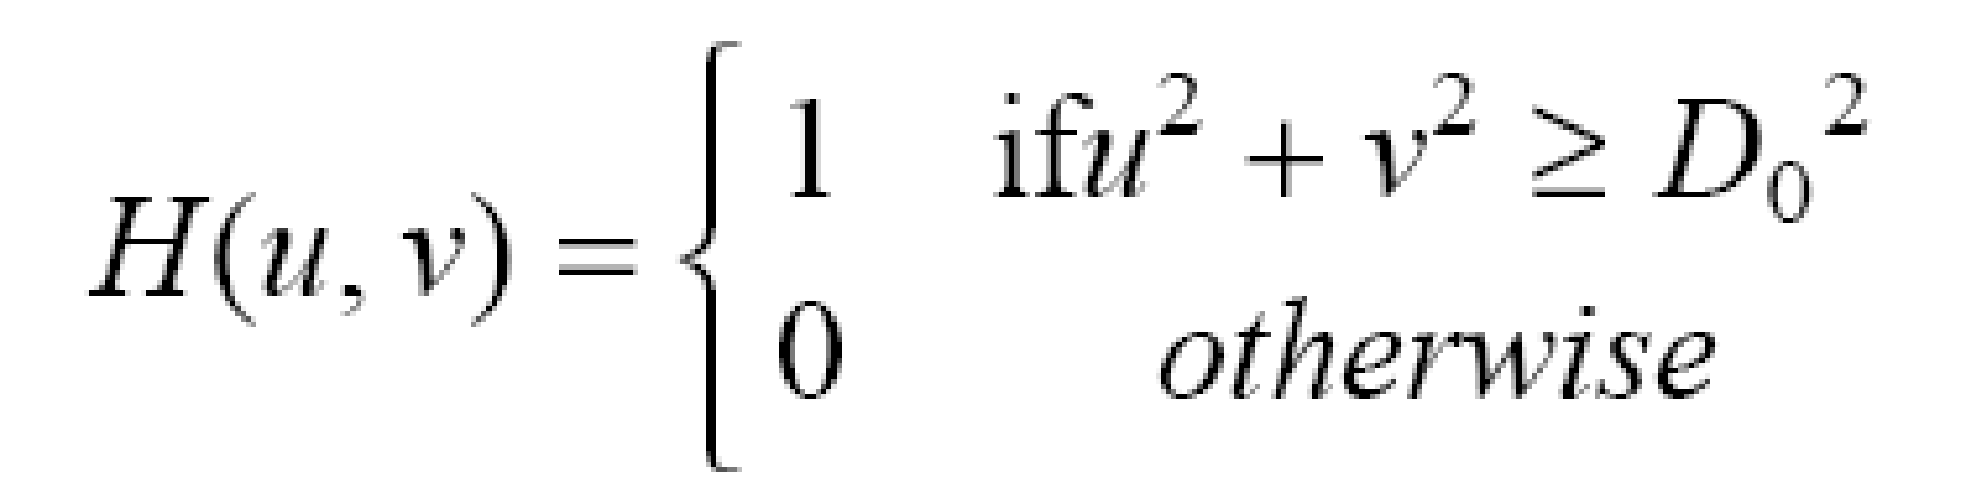 H(u, v) = { 1 ifu² + v² ≥ D₀²
0 otherwise